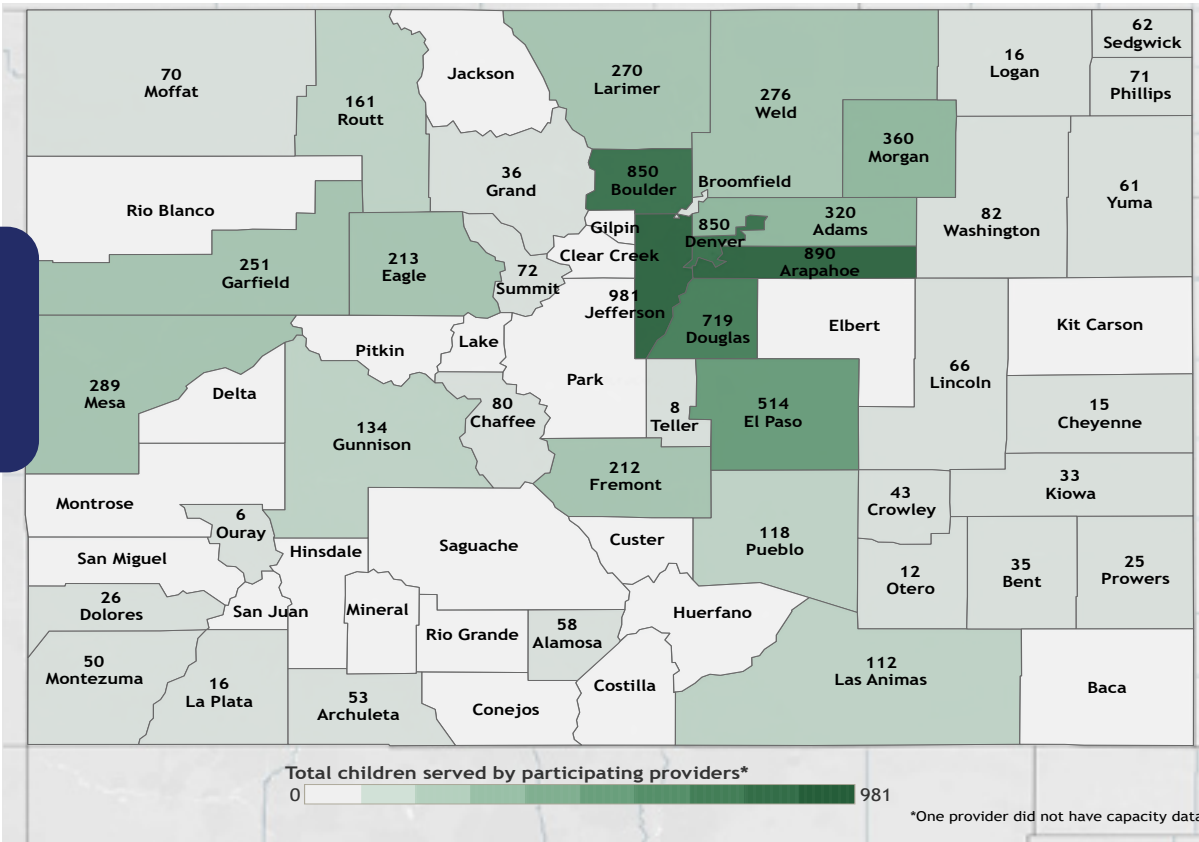 62
Sedgwick
16
Logan
70
Moffat
Jackson
270
Larimer
276
Weld
71
Phillips
161
Routt
360
Morgan
36
Grand
850
Boulder
Broomfield
61
Yuma
Rio Blanco
Gilpin
850
Denver
320
Adams
82
Washington
Clear Creek
890
Arapahoe
251
Garfield
213
Eagle
72
Summit
981
Jefferson
719
Douglas
Elbert
Kit Carson
Pitkin
Lake
66
Lincoln
289
Mesa
Delta
Park
80
Chaffee
8
Teller
514
El Paso
15
Cheyenne
134
Gunnison
212
Fremont
33
Kiowa
Montrose
43
Crowley
6
Ouray
118
Pueblo
San Miguel
Hinsdale
Saguache
Custer
12
Otero
35
Bent
25
Prowers
26
Dolores
San Juan
Mineral
Rio Grande
58
Alamosa
Huerfano
50
Montezuma
16
La Plata
53
Archuleta
Conejos
Costilla
112
Las Animas
Baca
Total children served by participating providers*
0 981
*One provider did not have capacity data